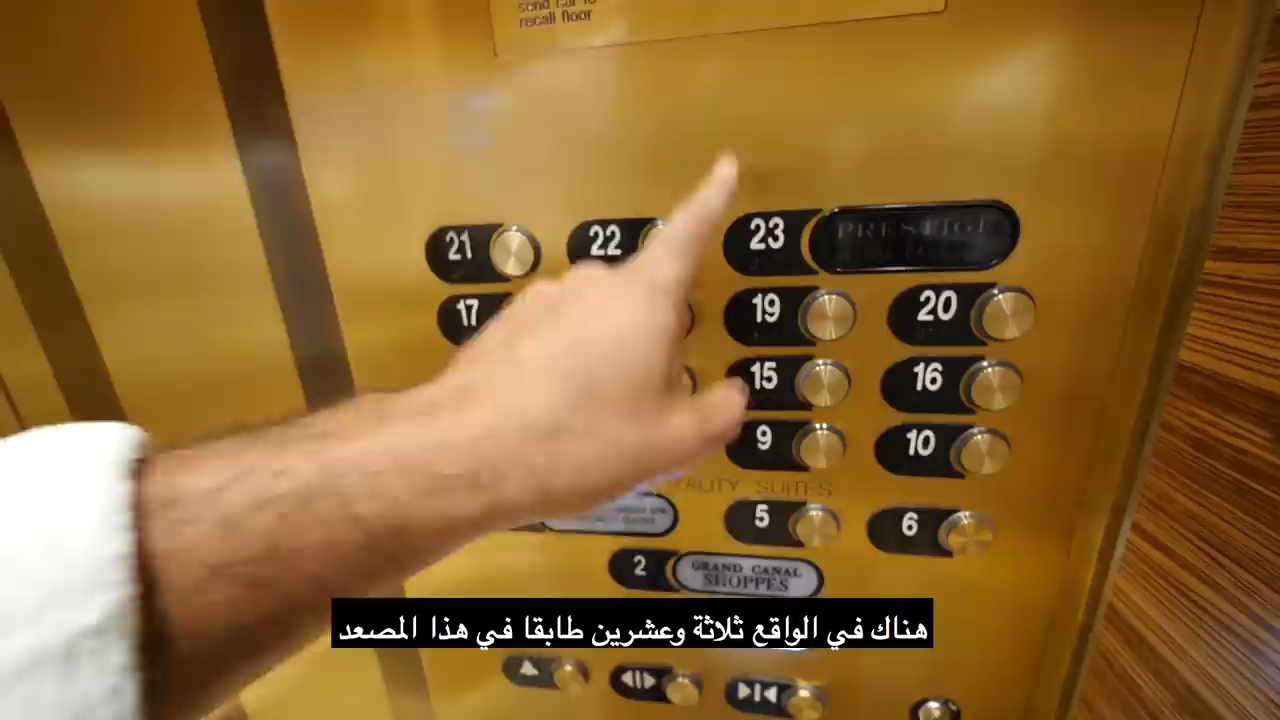 send car to
recall floor
21 22 23 PRESTIGE
17 19 20
15 16
9 10
SUITES
5 6
2 GRAND CANAL
SHOPPES
هناك في الواقع ثلاثة وعشرين طابقا في هذا المصعد